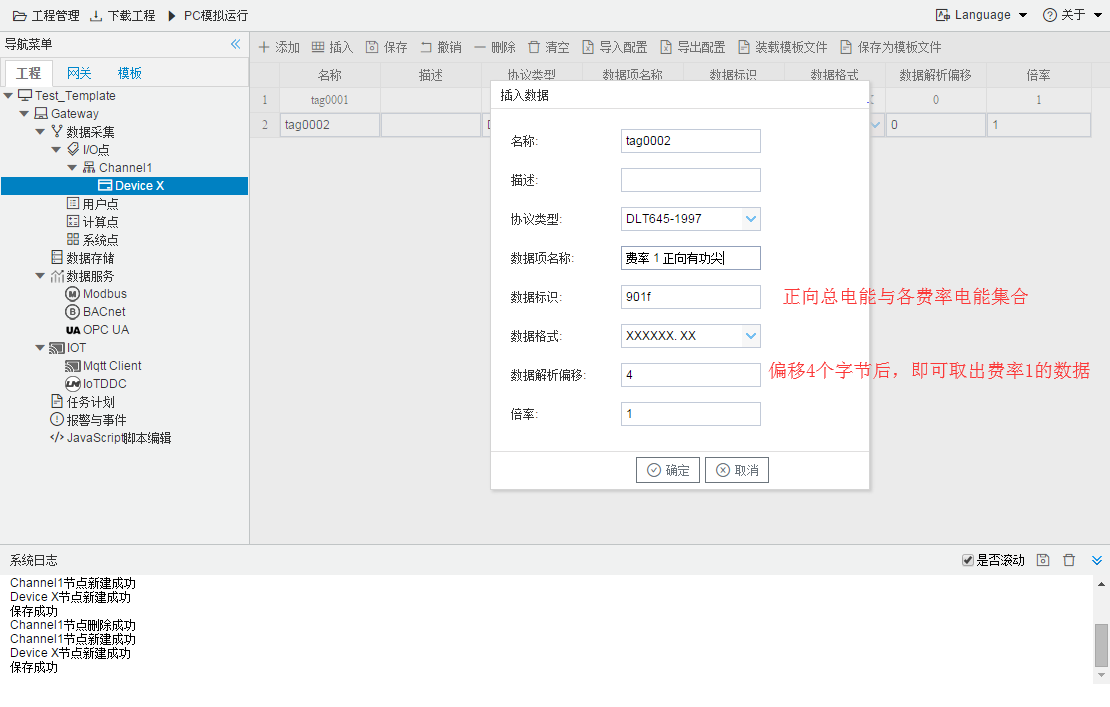 工程管理 下载工程 PC模拟运行 Language 关于
导航菜单
添加 插入 保存 撤销 删除 清空 导入配置 导出配置 装载模板文件 保存为模板文件
工程 网关 模板
名称 描述 协议类型 数据项名称 数据标识 数据格式 数据解析偏移 倍率
1 tag0001 0 1
2 tag0002 0 1
Test_Template
Gateway
数据采集
I/O点
Channel1
Device X
用户点
计算点
系统点
数据存储
数据服务
Modbus
BACnet
UA OPC UA
IOT
Mqtt Client
IoTDDC
任务计划
报警与事件
JavaScript脚本编辑
插入数据
名称: tag0002
描述:
协议类型: DLT645-1997
数据项名称: 费率 1 正向有功尖
数据标识: 901f
正向总电能与各费率电能集合
数据格式: XXXXXX. XX
数据解析偏移: 4
偏移4个字节后，即可取出费率1的数据
倍率: 1
确定 取消
系统日志 是否滚动
Channel1节点新建成功
Device X节点新建成功
保存成功
Channel1节点删除成功
Channel1节点新建成功
Device X节点新建成功
保存成功